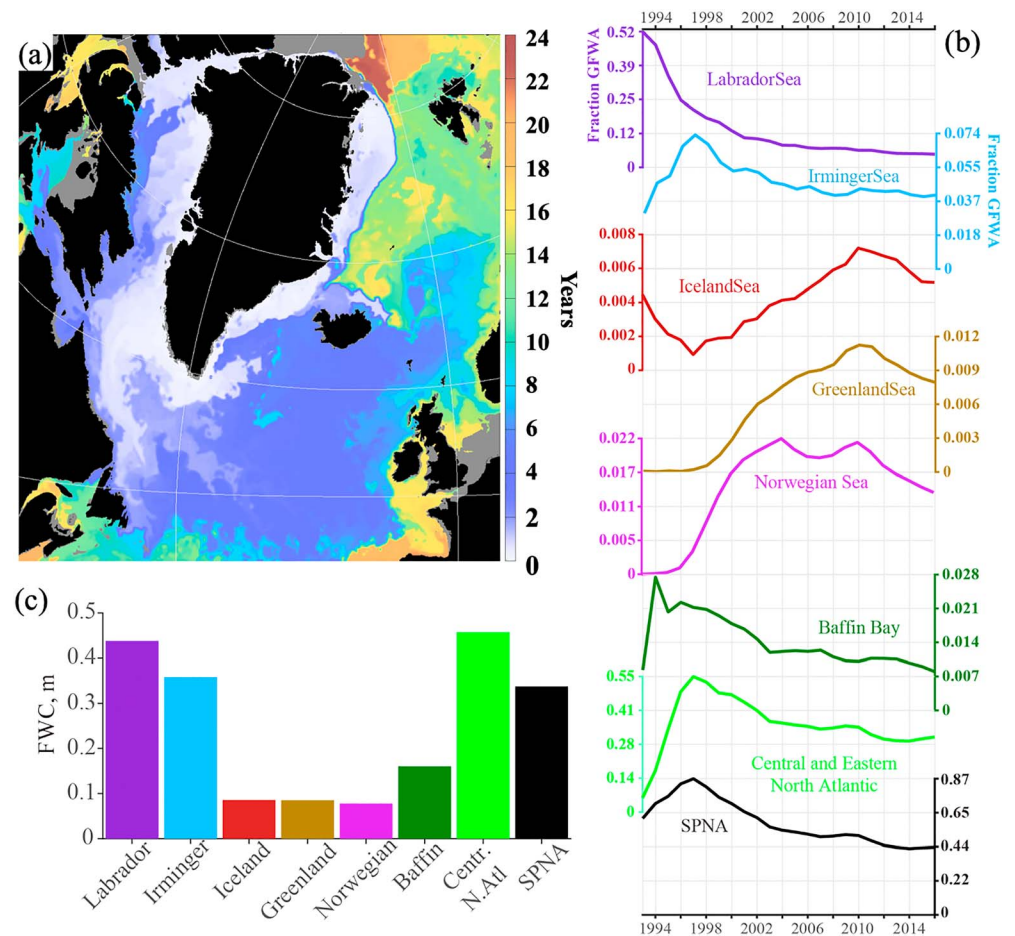 (a)
24
22
20
18
16
14
12
10
8
6
4
2
0
Years
(b)
1994 1998 2002 2006 2010 2014
Fraction GFWA
0.52
0.39
0.25
0.12
0
LabradorSea
0.074
0.055
0.037
0.018
0
Fraction GFWA
IrmingerSea
0.008
0.006
0.004
0.002
0
IcelandSea
0.012
0.009
0.006
0.003
0
GreenlandSea
0.022
0.017
0.011
0.005
0
Norwegian Sea
0.028
0.021
0.014
0.007
0
Baffin Bay
0.55
0.41
0.28
0.14
0
Central and Eastern
North Atlantic
0.87
0.65
0.44
0.22
0
SPNA
1994 1998 2002 2006 2010 2014
(c)
FWC, m
0.5
0.4
0.3
0.2
0.1
0
Labrador
Irminger
Iceland
Greenland
Norwegian
Baffin
Centr.
N.Atl
SPNA